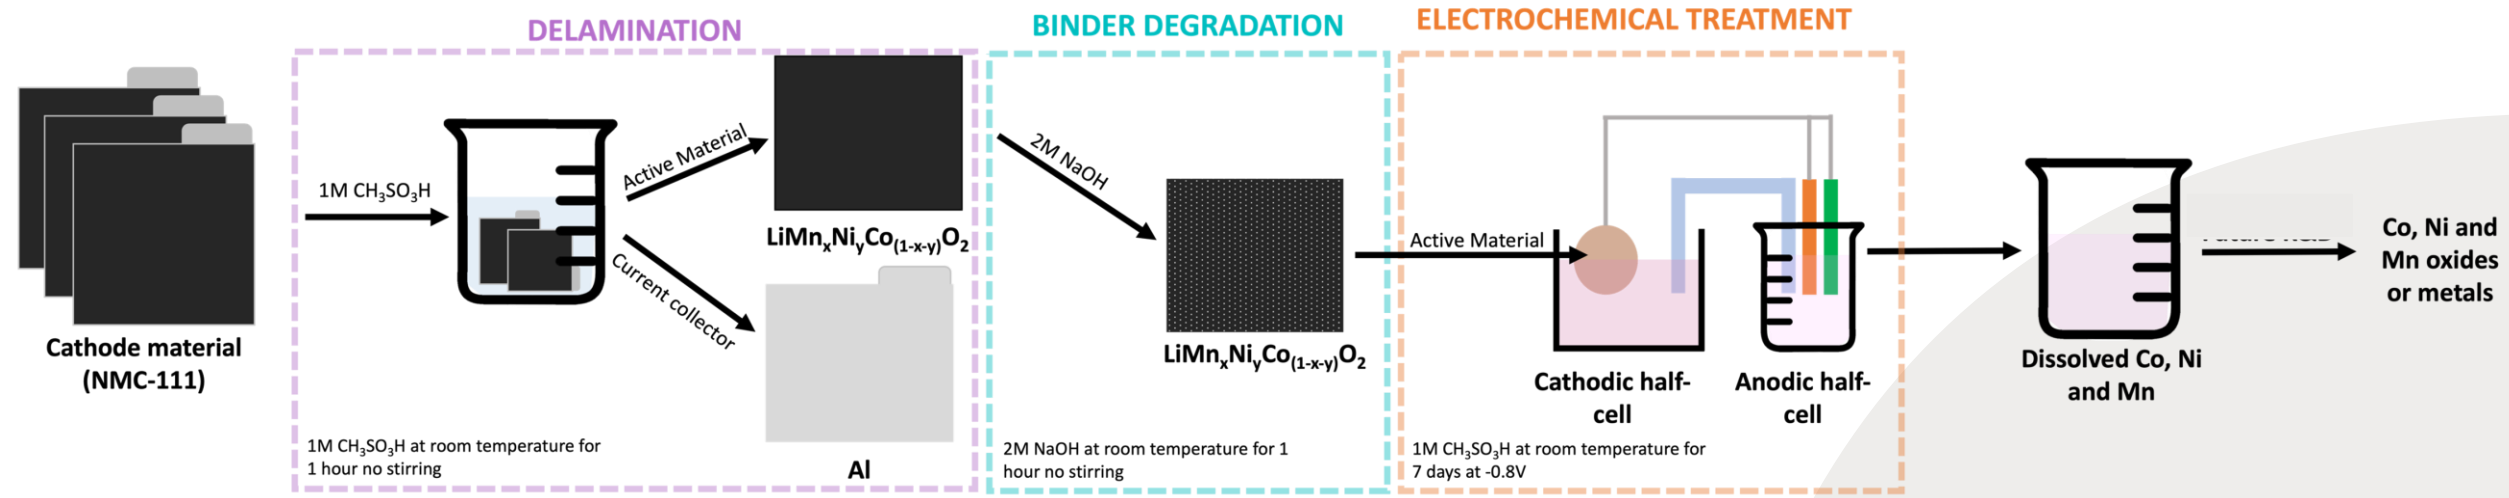 DELAMINATION
BINDER DEGRADATION
ELECTROCHEMICAL TREATMENT
Cathode material
(NMC-111)
1M CH₃SO₃H
Active Material
Current collector
LiMnₓNiᵧCo₍₁₋ₓ₋ᵧ₎O₂
Al
1M CH₃SO₃H at room temperature for
1 hour no stirring
2M NaOH
LiMnₓNiᵧCo₍₁₋ₓ₋ᵧ₎O₂
2M NaOH at room temperature for 1
hour no stirring
Active Material
Cathodic half-
cell
Anodic half-
cell
1M CH₃SO₃H at room temperature for
7 days at -0.8V
Dissolved Co, Ni
and Mn
Co, Ni and
Mn oxides
or metals